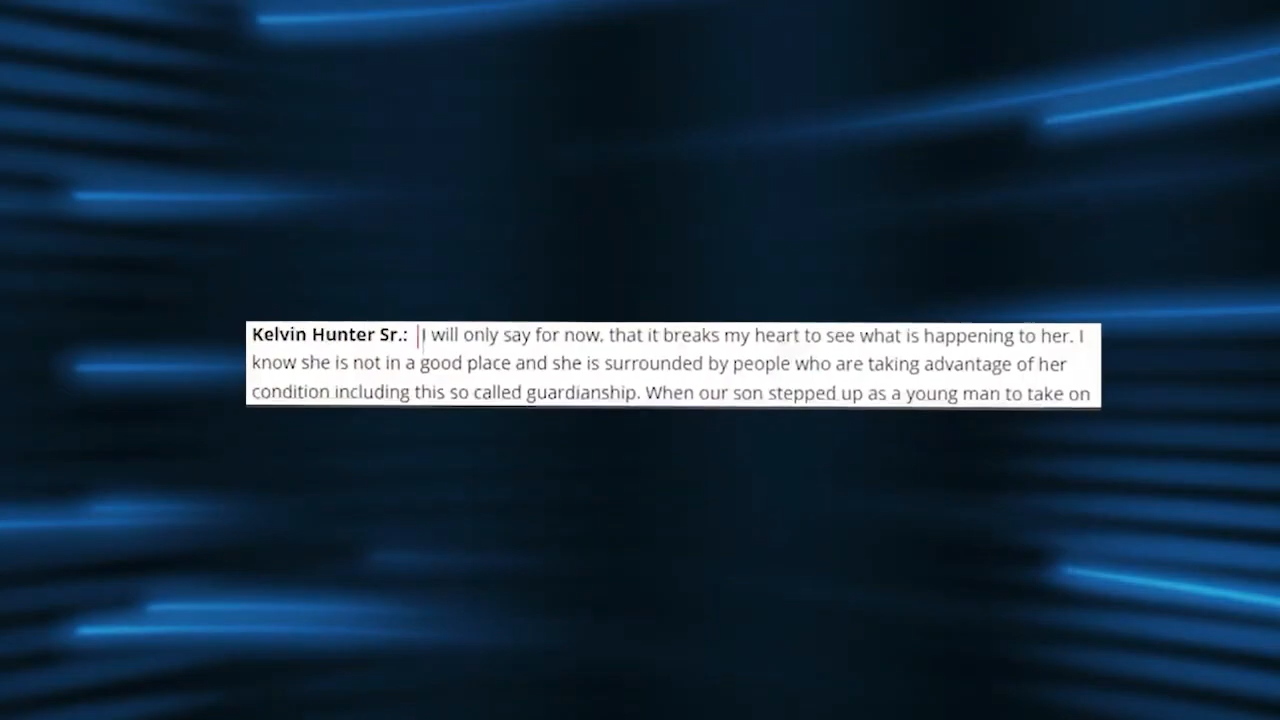 Kelvin Hunter Sr.: I will only say for now, that it breaks my heart to see what is happening to her. I
know she is not in a good place and she is surrounded by people who are taking advantage of her
condition including this so called guardianship. When our son stepped up as a young man to take on